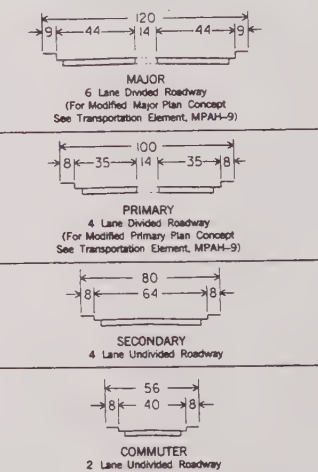 120
9 44 14 44 9
MAJOR
6 Lane Divided Roadway
(For Modified Major Plan Concept
See Transportation Element, MPAH-9)
100
8 35 14 35 8
PRIMARY
4 Lane Divided Roadway
(For Modified Primary Plan Concept
See Transportation Element, MPAH-9)
80
8 64 8
SECONDARY
4 Lane Undivided Roadway
56
8 40 8
COMMUTER
2 Lane Undivided Roadway